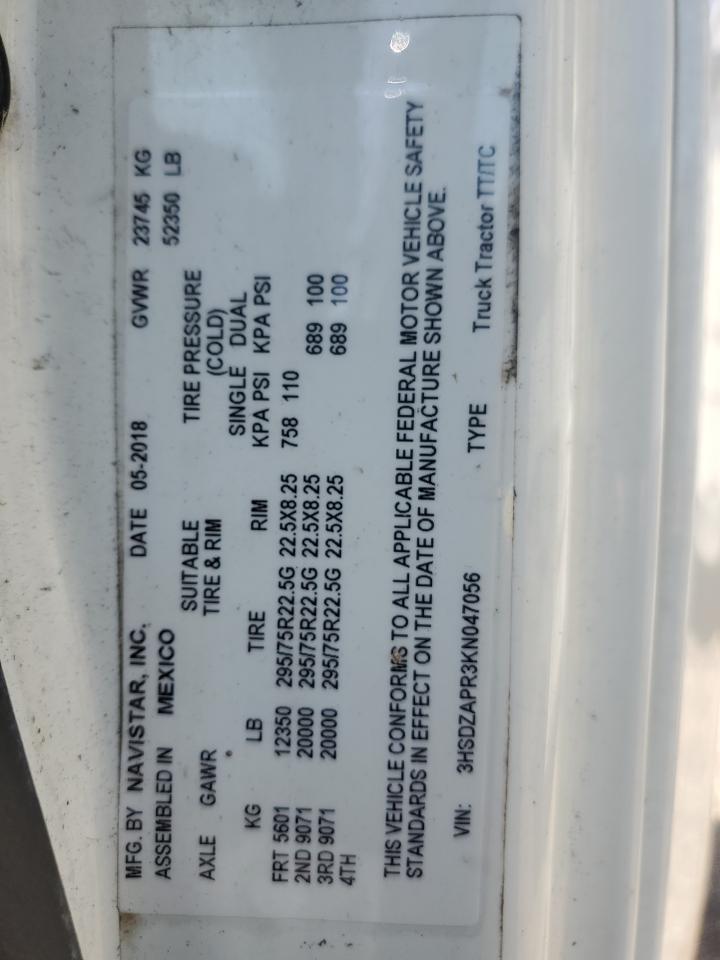 MFG. BY NAVISTAR, INC. DATE 05-2018 GVWR 23745 KG
ASSEMBLED IN MEXICO 52350 LB
AXLE GAWR SUITABLE TIRE PRESSURE
TIRE & RIM (COLD)
SINGLE DUAL
KG LB TIRE RIM KPA PSI KPA PSI
FRT 5601 12350 295/75R22.5G 22.5X8.25 758 110
2ND 9071 20000 295/75R22.5G 22.5X8.25 689 100
3RD 9071 20000 295/75R22.5G 22.5X8.25 689 100
4TH
THIS VEHICLE CONFORMS TO ALL APPLICABLE FEDERAL MOTOR VEHICLE SAFETY
STANDARDS IN EFFECT ON THE DATE OF MANUFACTURE SHOWN ABOVE.
VIN: 3HSDZAPR3KN047056 TYPE Truck Tractor TT/TC